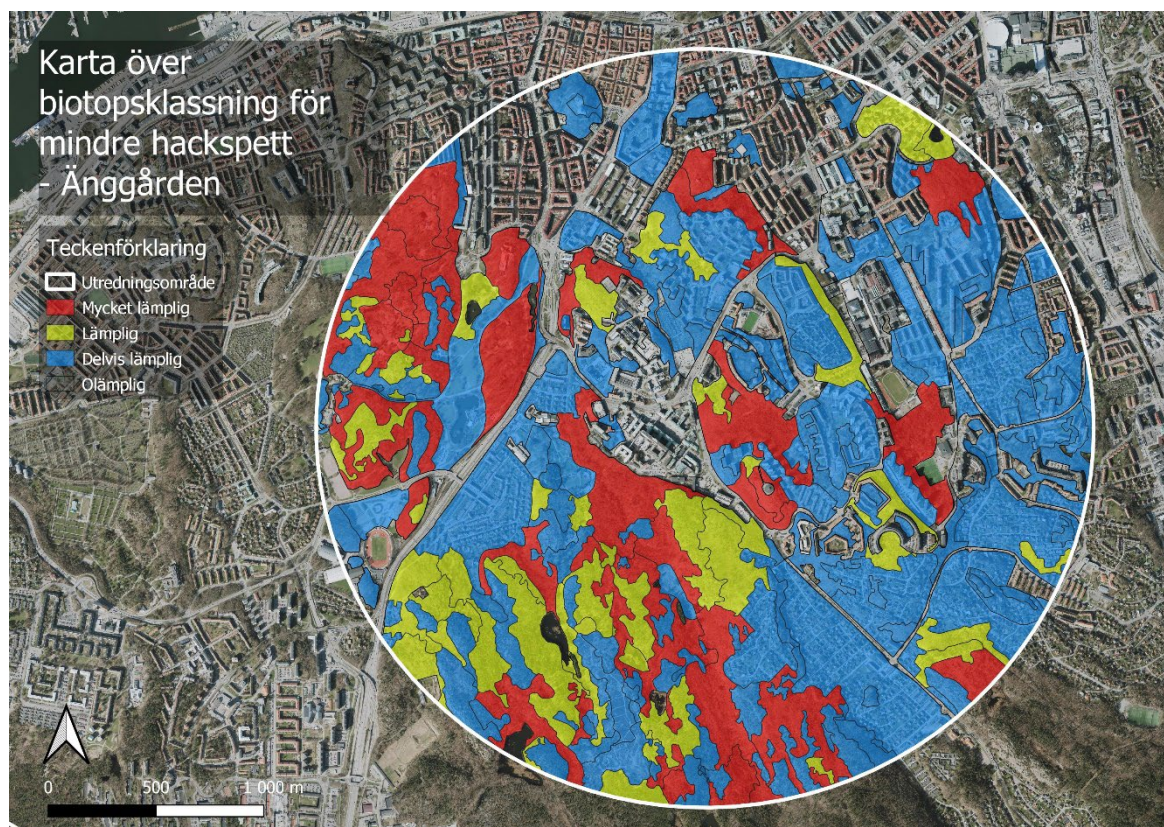 Karta över
biotopsklassning för
mindre hackspett
- Änggården
Teckenförklaring
Utredningsområde
Mycket lämplig
Lämplig
Delvis lämplig
Olämplig
0 500 1 000 m